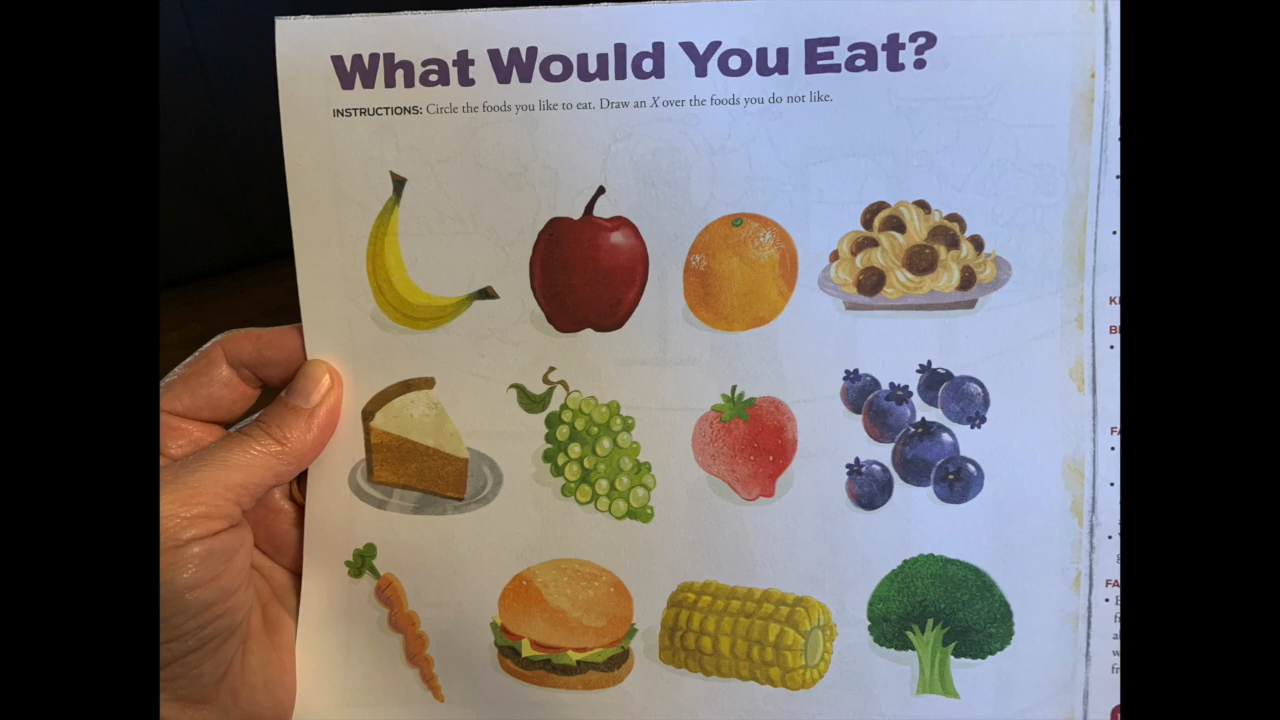 What Would You Eat?
INSTRUCTIONS: Circle the foods you like to eat. Draw an X over the foods you do not like.